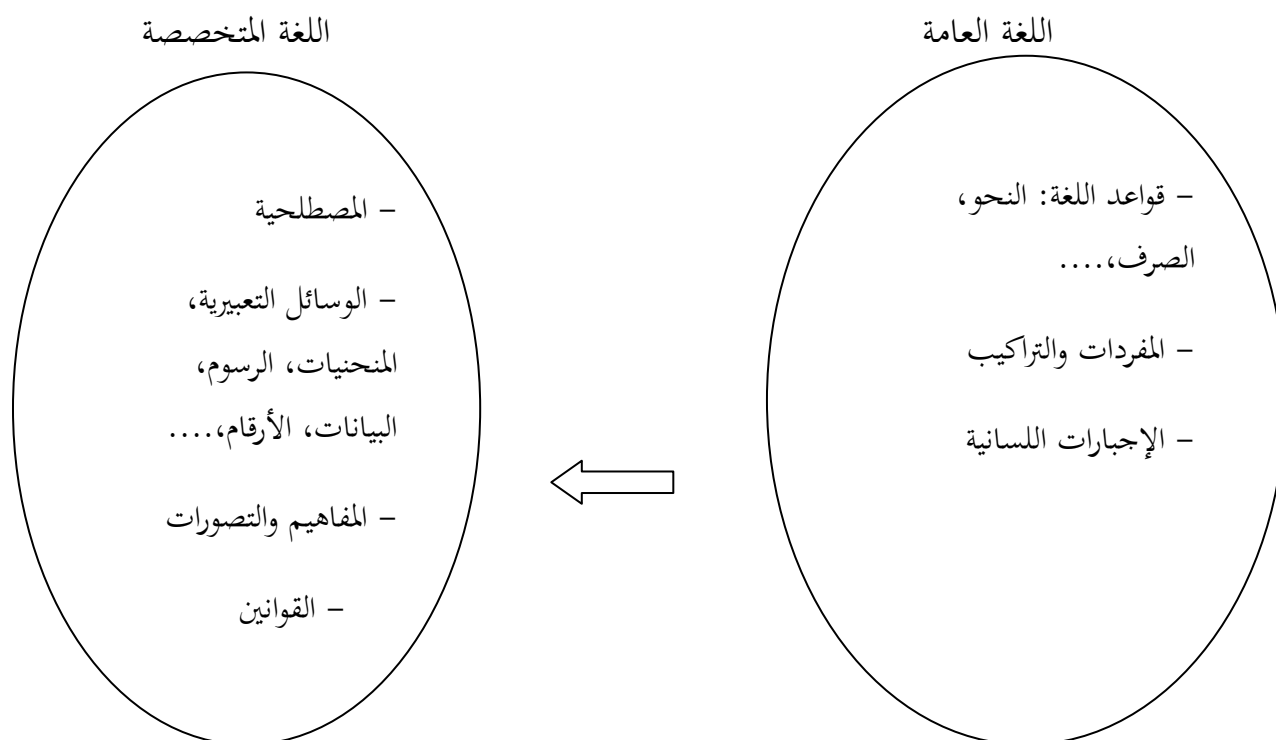 اللغة العامة
– قواعد اللغة: النحو،
الصرف،....
– المفردات والتراكيب
– الإجبارات اللسانية
اللغة المتخصصة
– المصطلحية
– الوسائل التعبيرية،
المنحنيات، الرسوم،
البيانات، الأرقام،....
– المفاهيم والتصورات
– القوانين